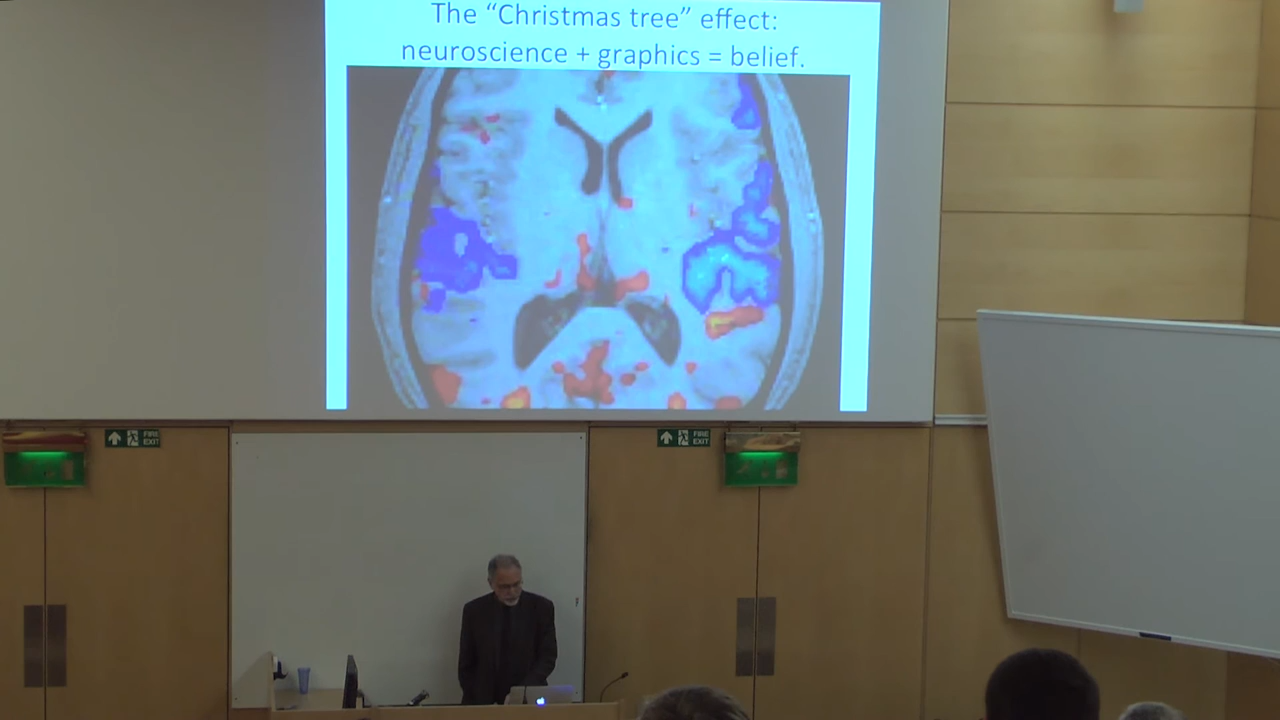 The “Christmas tree” effect:
neuroscience + graphics = belief.
FIRE
EXIT
FIRE
EXIT